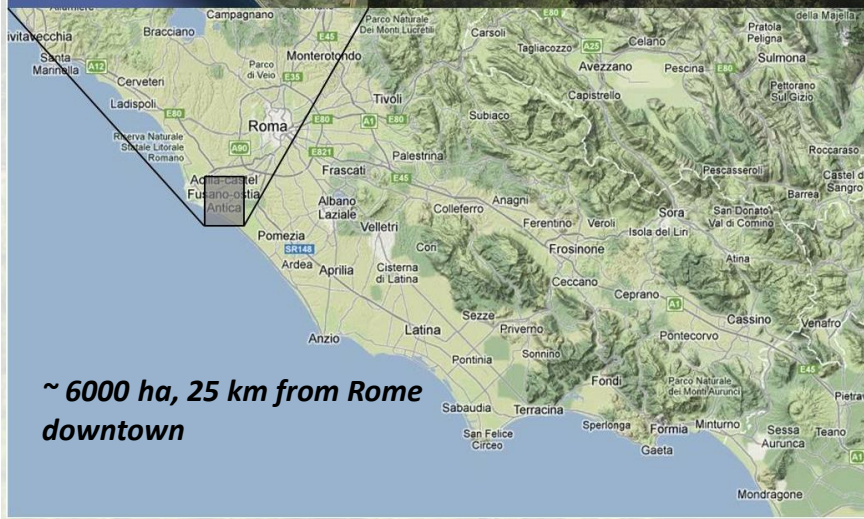 Campagnano
Parco Naturale
Dei Monti Lucretili
E80
della Majella
ivitavecchia
Bracciano
E45
Carsoli
Tagliacozzo
A25
Celano
Pratola
Peligna
Santa
Marinella
A12
Parco
di Veio
Monterotondo
E35
Avezzano
Pescina
E80
Sulmona
Cerveteri
Tivoli
Capistrello
Pettorano
Sul Gizio
Ladispoli
E80
Roma
E80
A1
E80
Subiaco
Riserva Naturale
Statale Litorale
Romano
A90
E821
Palestrina
Roccaraso
Frascati
E45
Pescasseroli
Castel d
Sangro
Acilia-castel
Fusano-ostia
Antica
Albano
Laziale
Colleferro
Anagni
Barrea
Velletri
Ferentino
Veroli
Sora
San Donato
Val di Comino
Isola del Liri
Pomezia
SR148
Cori
Frosinone
Atina
Ardea
Aprilia
Cisterna
di Latina
Ceccano
Ceprano
A1
Cassino
Venafro
Sezze
Priverno
Anzio
Latina
Pontecorvo
Sonnino
Pontinia
E45
Fondi
Parco Naturale
dei Monti Aurunci
Pietra
~ 6000 ha, 25 km from Rome
downtown
Sabaudia
Terracina
Sperlonga
Formia
Minturno
Sessa
Aurunca
Teano
San Felice
Circeo
Gaeta
A1
Mondragone